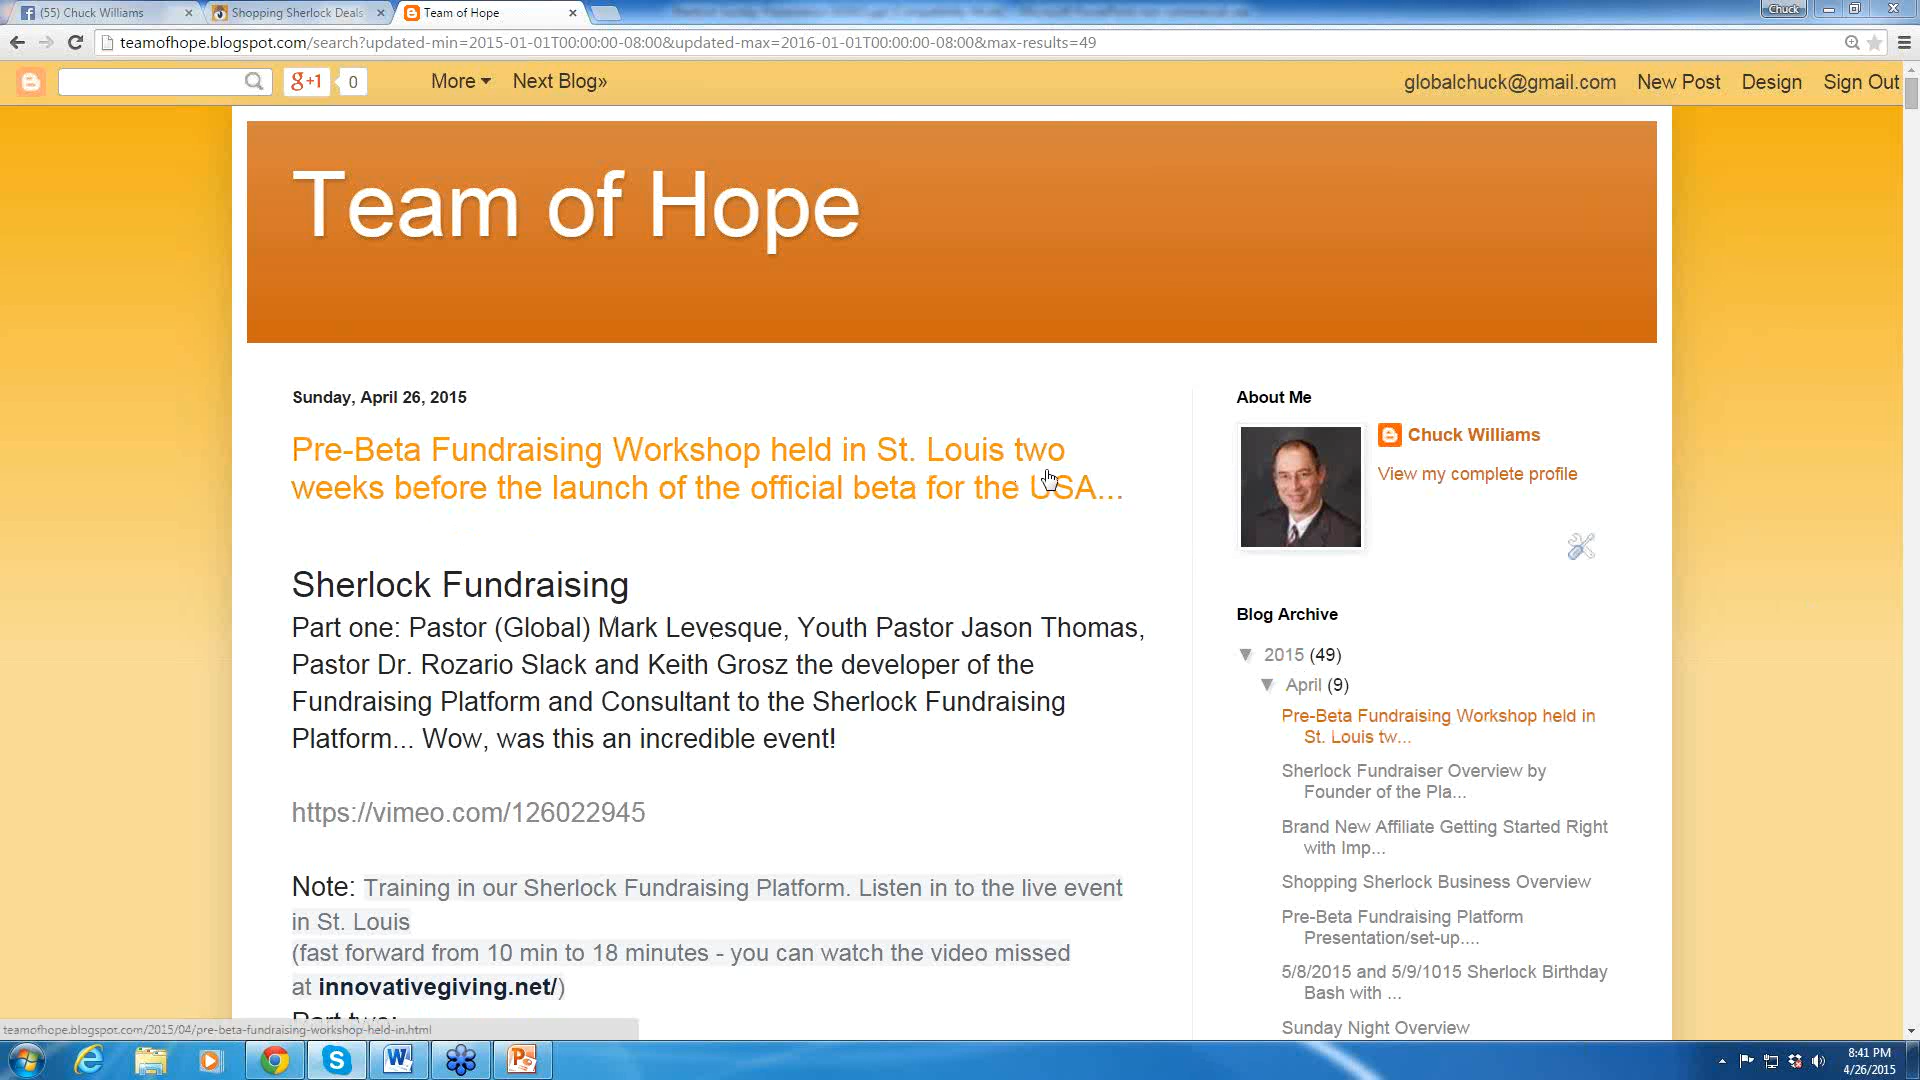 (55) Chuck Williams
Shopping Sherlock Deals
Team of Hope
Chuck
teamofhope.blogspot.com/search?updated-min=2015-01-01T00:00:00-08:00&updated-max=2016-01-01T00:00:00-08:00&max-results=49
g+1 0 More Next Blog» globalchuck@gmail.com New Post Design Sign Out
Team of Hope
Sunday, April 26, 2015
Pre-Beta Fundraising Workshop held in St. Louis two
weeks before the launch of the official beta for the USA...
Sherlock Fundraising
Part one: Pastor (Global) Mark Levesque, Youth Pastor Jason Thomas,
Pastor Dr. Rozario Slack and Keith Grosz the developer of the
Fundraising Platform and Consultant to the Sherlock Fundraising
Platform... Wow, was this an incredible event!
https://vimeo.com/126022945
Note: Training in our Sherlock Fundraising Platform. Listen in to the live event
in St. Louis
(fast forward from 10 min to 18 minutes - you can watch the video missed
at innovativegiving.net/)
Part two:
About Me
Chuck Williams
View my complete profile
Blog Archive
▼ 2015 (49)
▼ April (9)
Pre-Beta Fundraising Workshop held in
St. Louis tw...
Sherlock Fundraiser Overview by
Founder of the Pla...
Brand New Affiliate Getting Started Right
with Imp...
Shopping Sherlock Business Overview
Pre-Beta Fundraising Platform
Presentation/set-up....
5/8/2015 and 5/9/1015 Sherlock Birthday
Bash with ...
Sunday Night Overview
teamofhope.blogspot.com/2015/04/pre-beta-fundraising-workshop-held-in.html
8:41 PM
4/26/2015